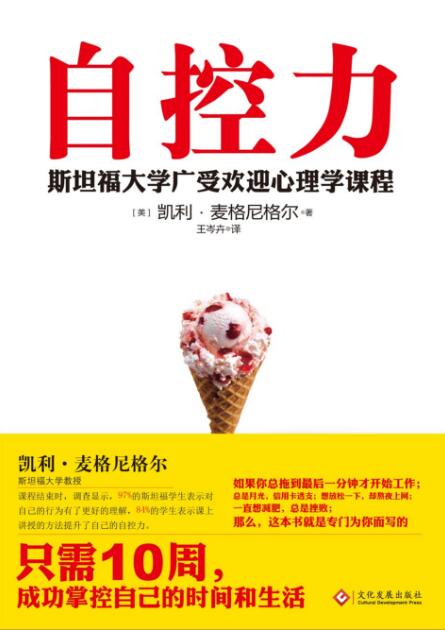 自控力
斯坦福大学广受欢迎心理学课程
[美] 凯利·麦格尼格尔 著
王岑卉 译
凯利·麦格尼格尔
斯坦福大学教授
课程结束时，调查显示，97%的斯坦福学生表示对
自己的行为有了更好的理解，84%的学生表示课上
讲授的方法提升了自己的自控力。
如果你总拖到最后一分钟才开始工作；
总是月光，信用卡透支；想放松一下，却熬夜上网；
一直想减肥，总是挫败；
那么，这本书就是专门为你而写的
只需10周，
成功掌控自己的时间和生活
文化发展出版社
Cultural Development Press